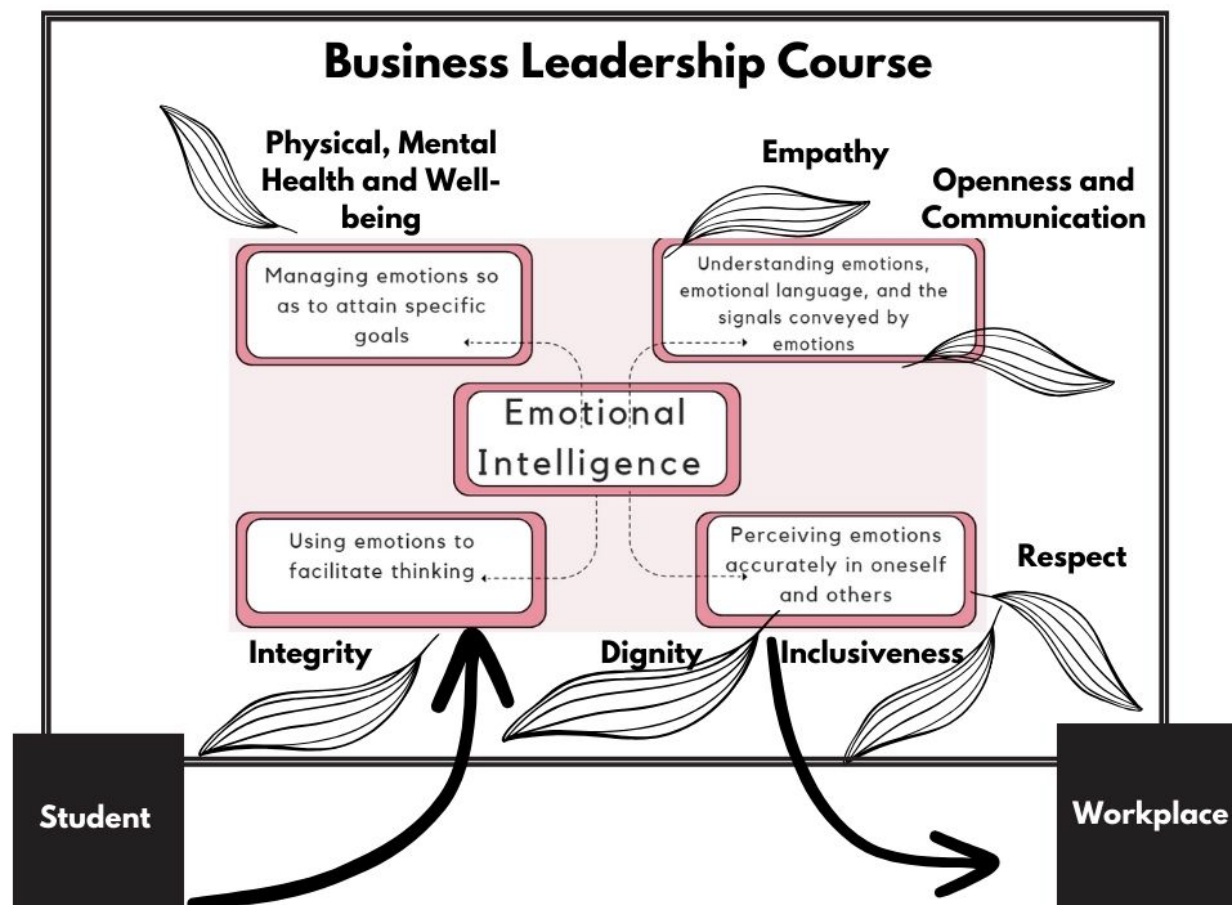 Business Leadership Course
Physical, Mental
Health and Well-
being
Empathy
Openness and
Communication
Managing emotions so
as to attain specific
goals
Understanding emotions,
emotional language, and the
signals conveyed by
emotions
Emotional
Intelligence
Using emotions to
facilitate thinking
Perceiving emotions
accurately in oneself
and others
Respect
Integrity
Dignity
Inclusiveness
Student
Workplace